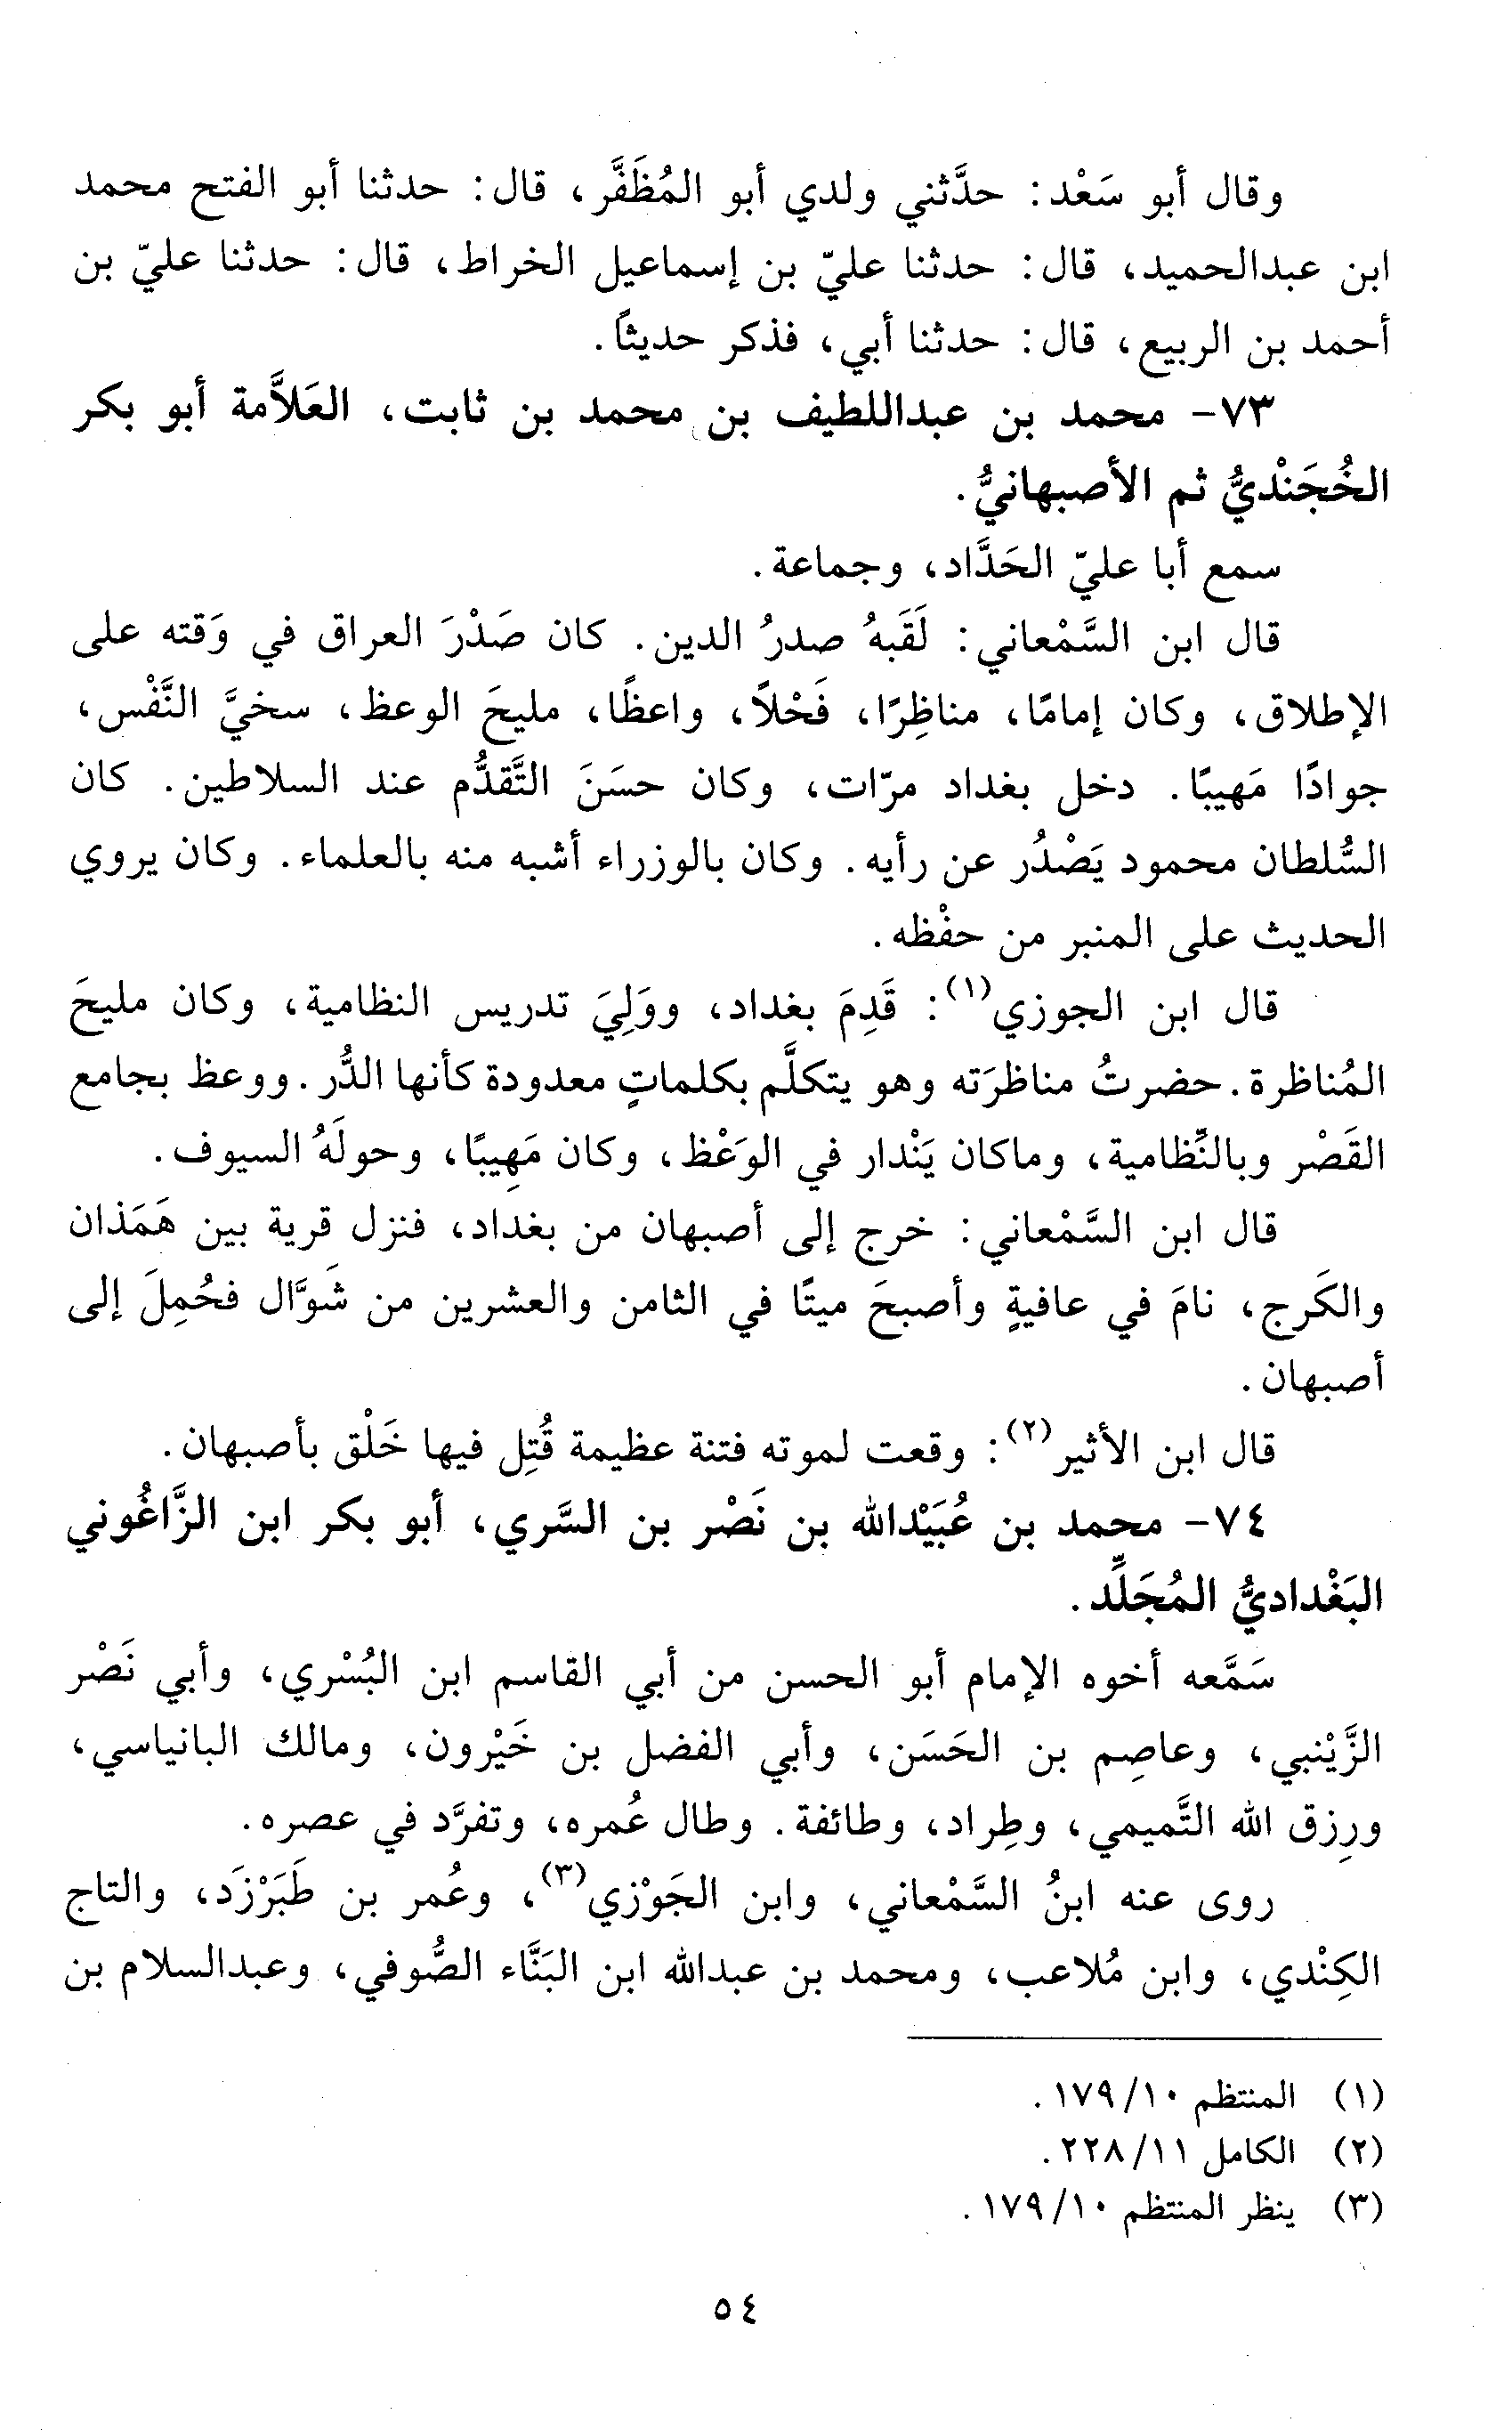 وقال أبو سَعْد: حدَّثني ولدي أبو المُظَفَّر، قال: حدثنا أبو الفتح محمد
ابن عبدالحميد، قال: حدثنا عليّ بن إسماعيل الخراط، قال: حدثنا عليّ بن
أحمد بن الربيع، قال: حدثنا أبي، فذكر حديثاً.
٧٣- محمد بن عبداللطيف بن محمد بن ثابت، العَلاَّمة أبو بكر
الخُجَنْديُّ ثم الأصبهانيُّ.
سمع أبا عليّ الحَدَّاد، وجماعة.
قال ابن السَّمْعاني: لَقَبهُ صدرُ الدين. كان صَدْرَ العراق في وَقته على
الإطلاق، وكان إمامًا، مناظِرًا، فَحْلاً، واعظًا، مليحَ الوعظ، سخيَّ النَّفْس،
جوادًا مَهيبًا. دخل بغداد مرّات، وكان حسَنَ التَّقدُّم عند السلاطين. كان
السُّلطان محمود يَصْدُر عن رأيه. وكان بالوزراء أشبه منه بالعلماء. وكان يروي
الحديث على المنبر من حفْظه.
قال ابن الجوزي(١): قَدِمَ بغداد، ووَلِيَ تدريس النظامية، وكان مليحَ
المُناظرة. حضرتُ مناظرَته وهو يتكلَّم بكلماتٍ معدودة كأنها الدُّر. ووعظ بجامع
القَصْر وبالنِّظامية، وماكان يَنْدار في الوَعْظ، وكان مَهِيبًا، وحولَهُ السيوف.
قال ابن السَّمْعاني: خرج إلى أصبهان من بغداد، فنزل قرية بين هَمَذان
والكَرج، نامَ في عافيةٍ وأصبحَ ميتًا في الثامن والعشرين من شَوَّال فحُمِلَ إلى
أصبهان.
قال ابن الأثير(٢): وقعت لموته فتنة عظيمة قُتِل فيها خَلْق بأصبهان.
٧٤- محمد بن عُبَيْدالله بن نَصْر بن السَّري، أبو بكر ابن الزَّاغُوني
البَغْداديُّ المُجَلِّد.
سَمَّعه أخوه الإمام أبو الحسن من أبي القاسم ابن البُسْري، وأبي نَصْر
الزَّيْنبي، وعاصِم بن الحَسَن، وأبي الفضل بن خَيْرون، ومالك البانياسي،
ورِزق الله التَّميمي، وطِراد، وطائفة. وطال عُمره، وتفرَّد في عصره.
روى عنه ابنُ السَّمْعاني، وابن الجَوْزي(٣)، وعُمر بن طَبَرْزَد، والتاج
الكِنْدي، وابن مُلاعب، ومحمد بن عبدالله ابن البَنَّاء الصُّوفي، وعبدالسلام بن
(١) المنتظم ١٠/ ١٧٩.
(٢) الكامل ١١/ ٢٢٨.
(٣) ينظر المنتظم ١٠/ ١٧٩.
٥٤